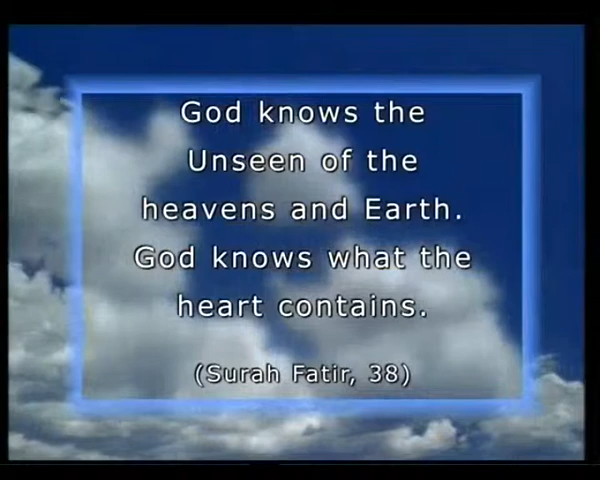 God knows the
Unseen of the
heavens and Earth.
God knows what the
heart contains.
(Surah Fatir, 38)